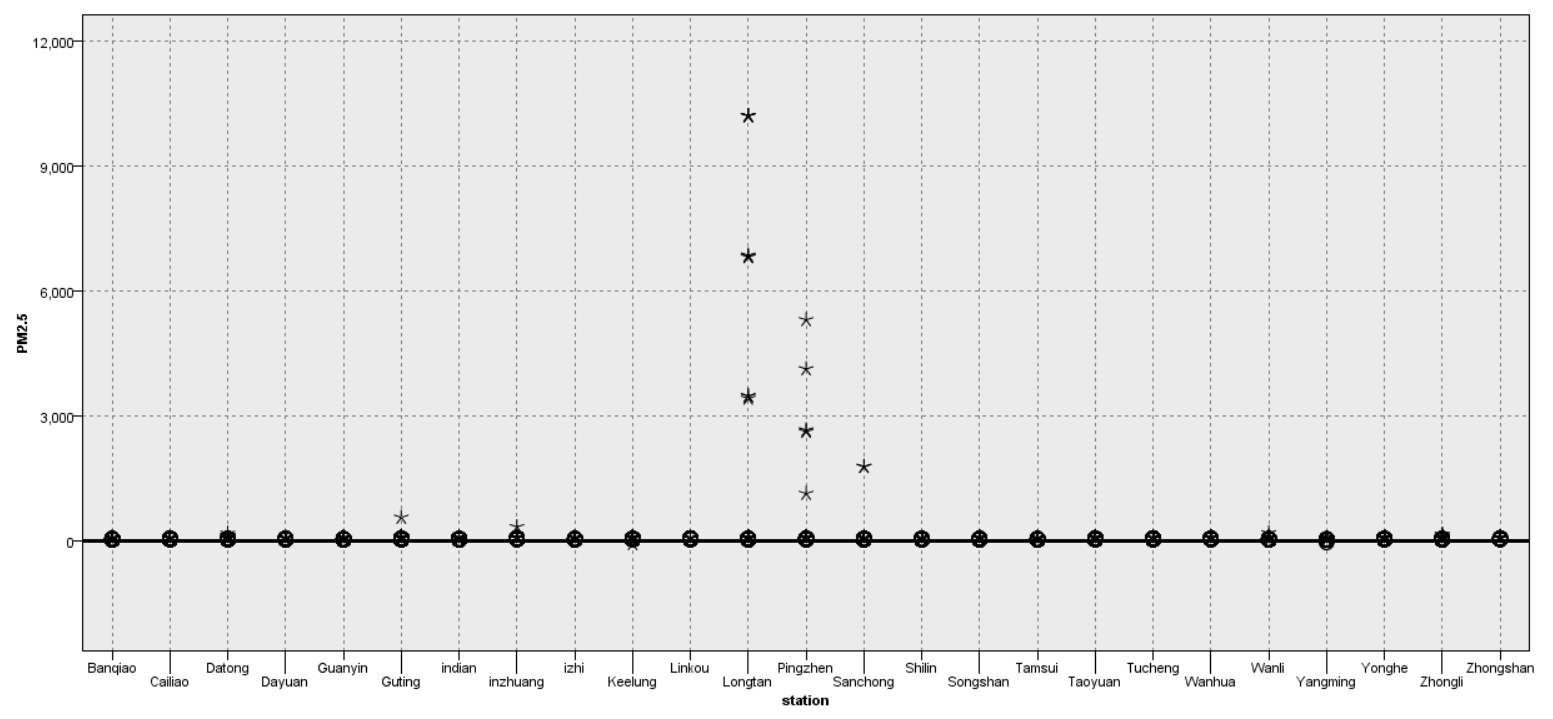 12,000
9,000
6,000
3,000
0
PM2.5
Banqiao Datong Guanyin indian izhi Linkou Pingzhen Shilin Tamsui Tucheng Wanli Yonghe Zhongshan
Cailiao Dayuan Guting inzhuang Keelung Longtan Sanchong Songshan Taoyuan Wanhua Yangming Zhongli
station